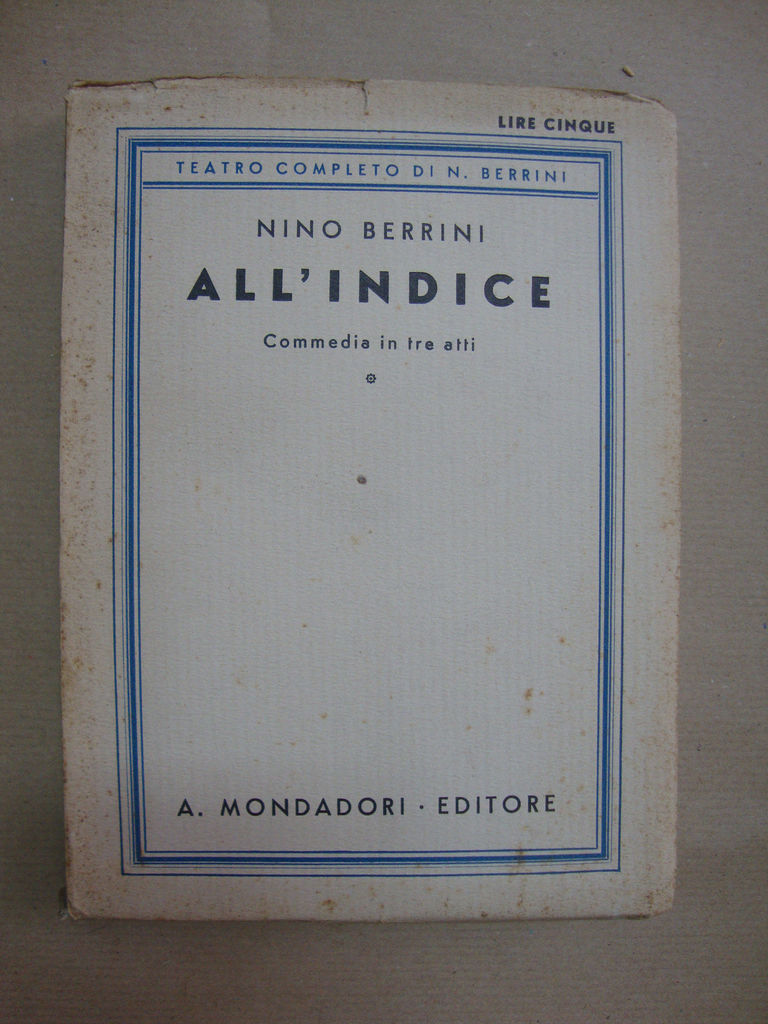 LIRE CINQUE
TEATRO COMPLETO DI N. BERRINI
NINO BERRINI
ALL'INDICE
Commedia in tre atti
A. MONDADORI · EDITORE